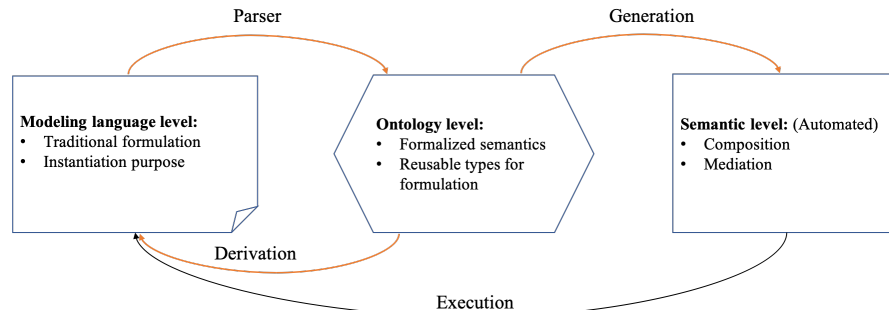 Parser
Generation
Modeling language level:
• Traditional formulation
• Instantiation purpose
Ontology level:
• Formalized semantics
• Reusable types for
formulation
Semantic level: (Automated)
• Composition
• Mediation
Derivation
Execution